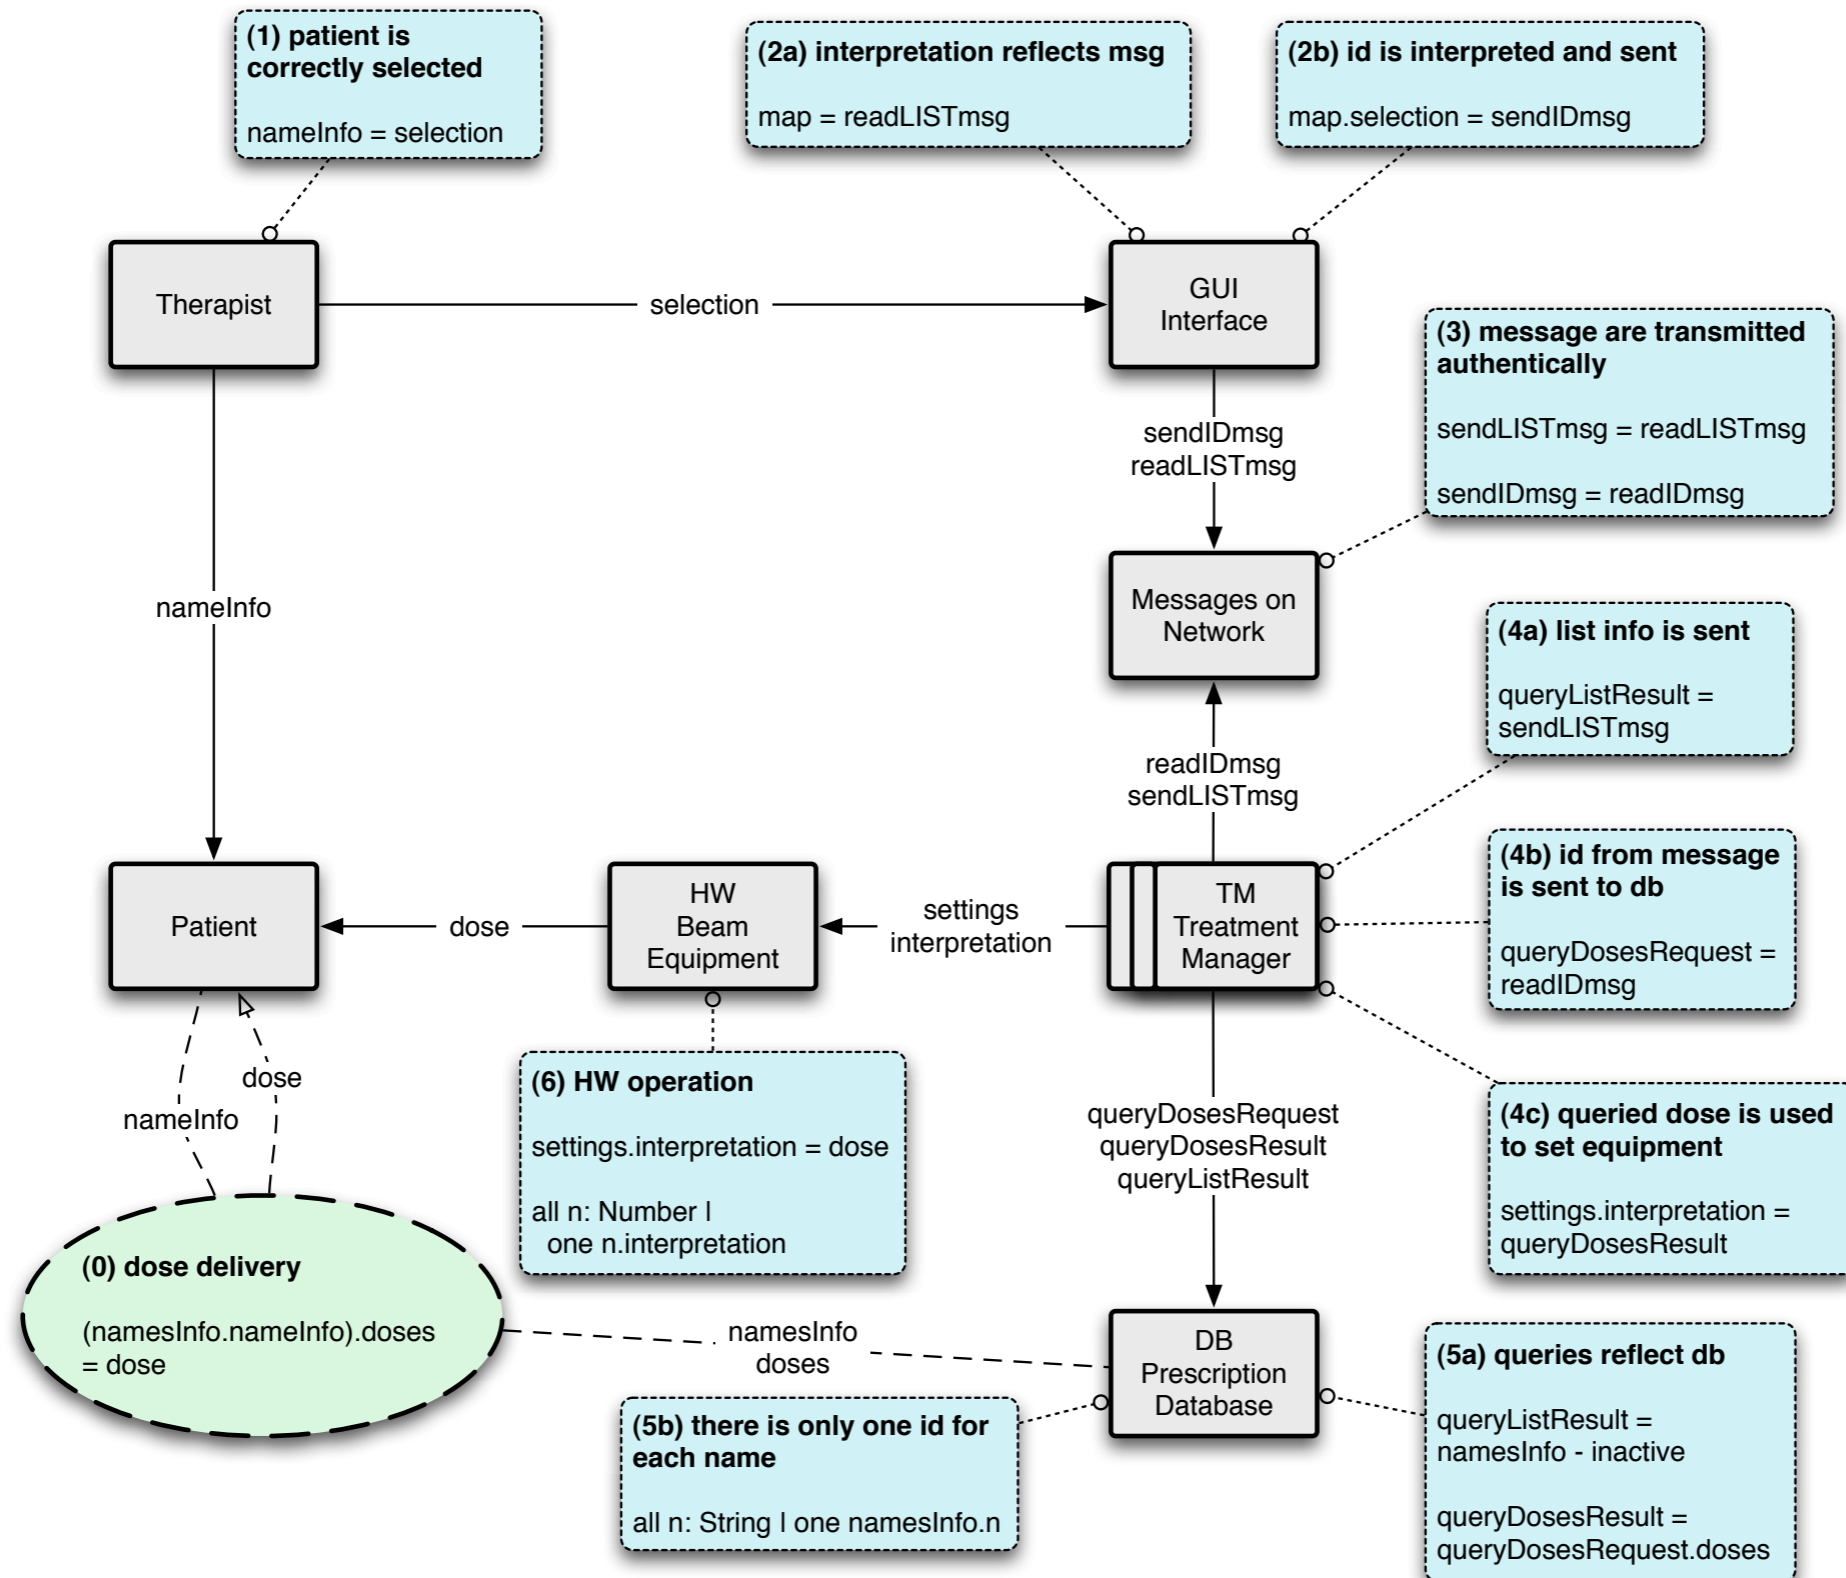 (1) patient is
correctly selected
nameInfo = selection
(2a) interpretation reflects msg
map = readLISTmsg
(2b) id is interpreted and sent
map.selection = sendIDmsg
Therapist
selection
GUI
Interface
(3) message are transmitted
authentically
sendLISTmsg = readLISTmsg
sendIDmsg = readIDmsg
sendIDmsg
readLISTmsg
nameInfo
Messages on
Network
(4a) list info is sent
queryListResult =
sendLISTmsg
readIDmsg
sendLISTmsg
(4b) id from message
is sent to db
queryDosesRequest =
readIDmsg
Patient
dose
HW
Beam
Equipment
settings
interpretation
TM
Treatment
Manager
(6) HW operation
settings.interpretation = dose
all n: Number |
one n.interpretation
dose
nameInfo
queryDosesRequest
queryDosesResult
queryListResult
(4c) queried dose is used
to set equipment
settings.interpretation =
queryDosesResult
(0) dose delivery
(namesInfo.nameInfo).doses
= dose
namesInfo
doses
DB
Prescription
Database
(5b) there is only one id for
each name
all n: String | one namesInfo.n
(5a) queries reflect db
queryListResult =
namesInfo - inactive
queryDosesResult =
queryDosesRequest.doses